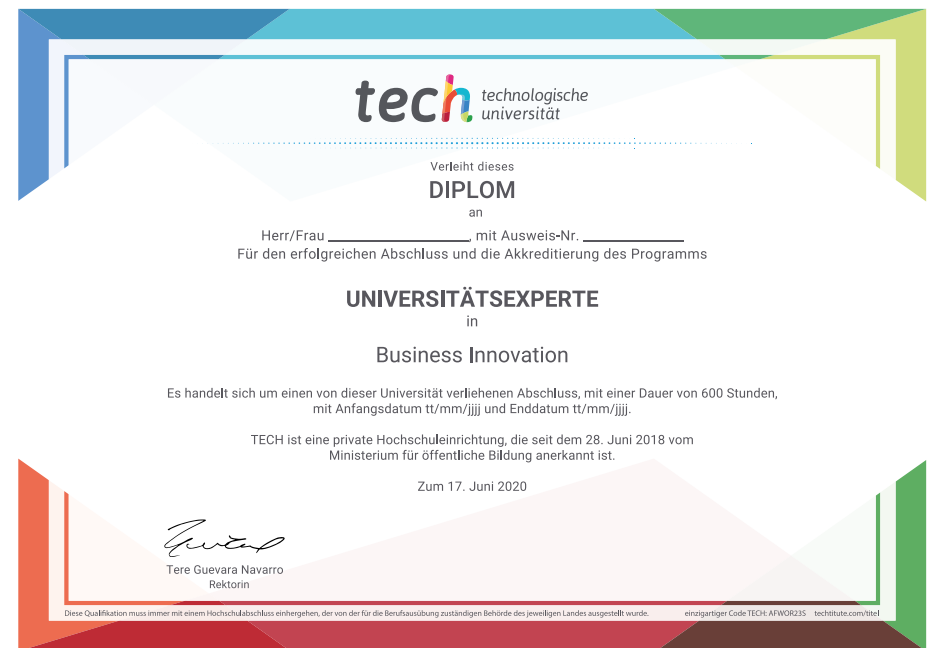 tech technologische
universität
Verleiht dieses
DIPLOM
an
Herr/Frau ____________, mit Ausweis-Nr. ____________
Für den erfolgreichen Abschluss und die Akkreditierung des Programms
UNIVERSITÄTSEXPERTE
in
Business Innovation
Es handelt sich um einen von dieser Universität verliehenen Abschluss, mit einer Dauer von 600 Stunden,
mit Anfangsdatum tt/mm/jjjj und Enddatum tt/mm/jjjj.
TECH ist eine private Hochschuleinrichtung, die seit dem 28. Juni 2018 vom
Ministerium für öffentliche Bildung anerkannt ist.
Zum 17. Juni 2020
Tere Guevara Navarro
Rektorin
Diese Qualifikation muss immer mit einem Hochschulabschluss einhergehen, der von der für die Berufsausübung zuständigen Behörde des jeweiligen Landes ausgestellt wurde. einzigartiger Code TECH: AFWOR23S techtitute.com/titel